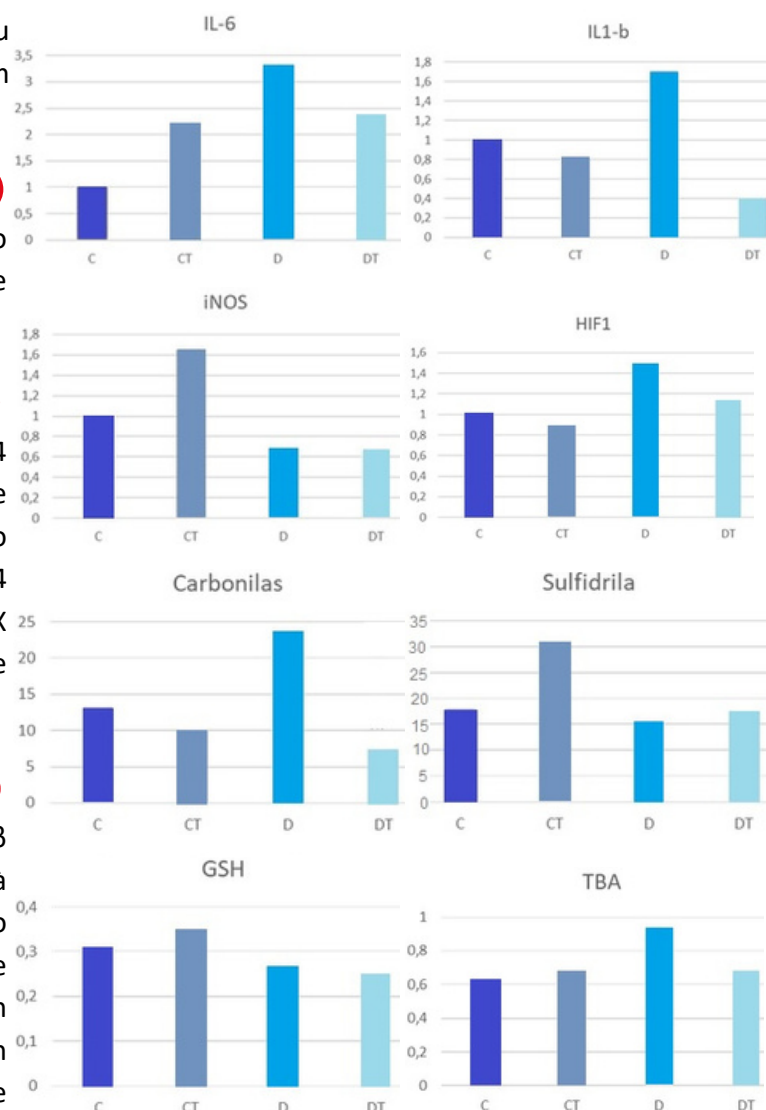 u
n
o
e
4
e
o
4
X
e
3
à
o
e
n
n
e
IL-6
3,5
3
2,5
2
1,5
1
0,5
0
C CT D DT
IL1-b
1,8
1,6
1,4
1,2
1
0,8
0,6
0,4
0,2
0
C CT D DT
iNOS
1,8
1,6
1,4
1,2
1
0,8
0,6
0,4
0,2
0
C CT D DT
HIF1
1,6
1,4
1,2
1
0,8
0,6
0,4
0,2
0
C CT D DT
Carbonilas
25
20
15
10
5
0
C CT D DT
Sulfidrila
35
30
25
20
15
10
5
0
C CT D DT
GSH
0,4
0,3
0,2
0,1
0
C CT D DT
TBA
1
0,8
0,6
0,4
0,2
0
C CT D DT